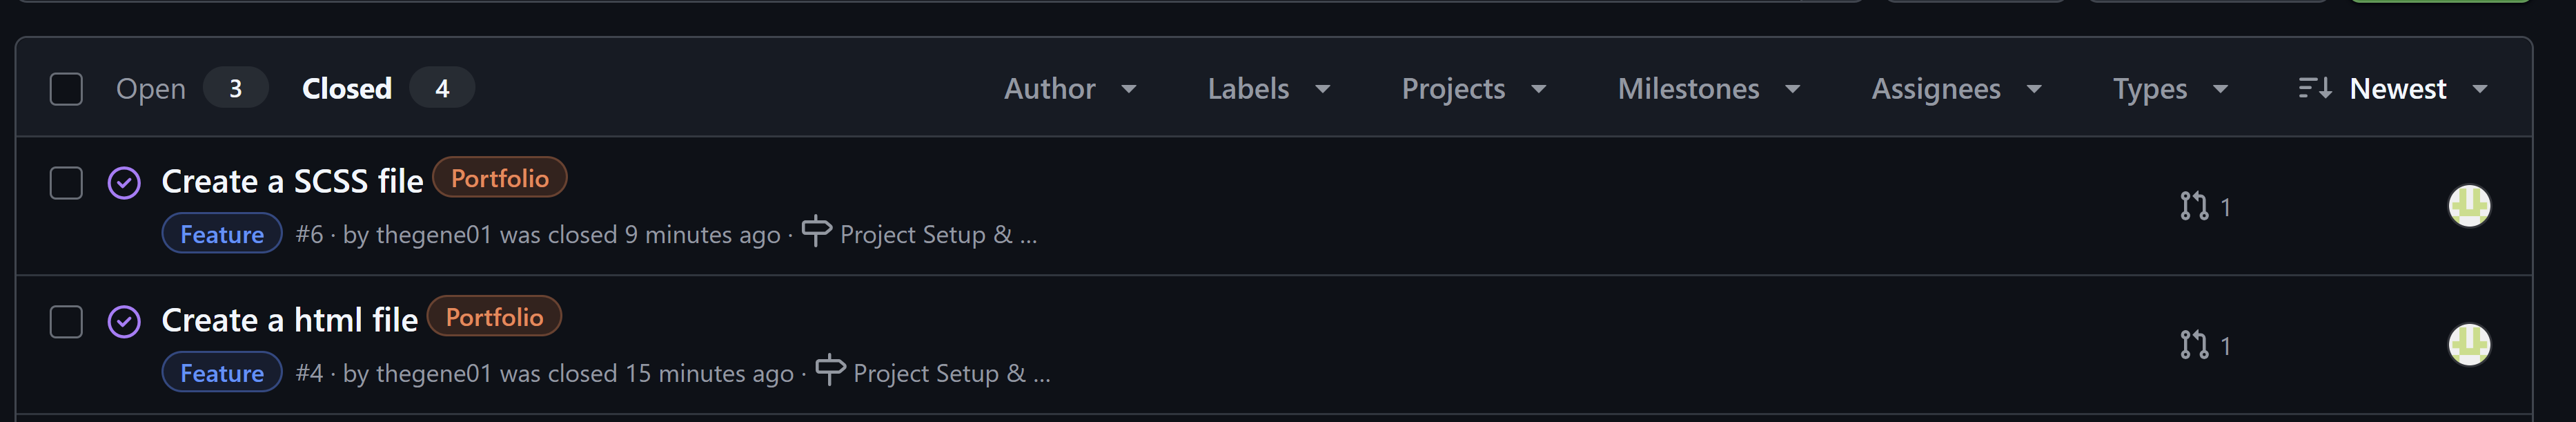 Open 3 Closed 4 Author Labels Projects Milestones Assignees Types Newest
Create a SCSS file Portfolio
Feature #6 · by thegene01 was closed 9 minutes ago · Project Setup & ...
1
Create a html file Portfolio
Feature #4 · by thegene01 was closed 15 minutes ago · Project Setup & ...
1